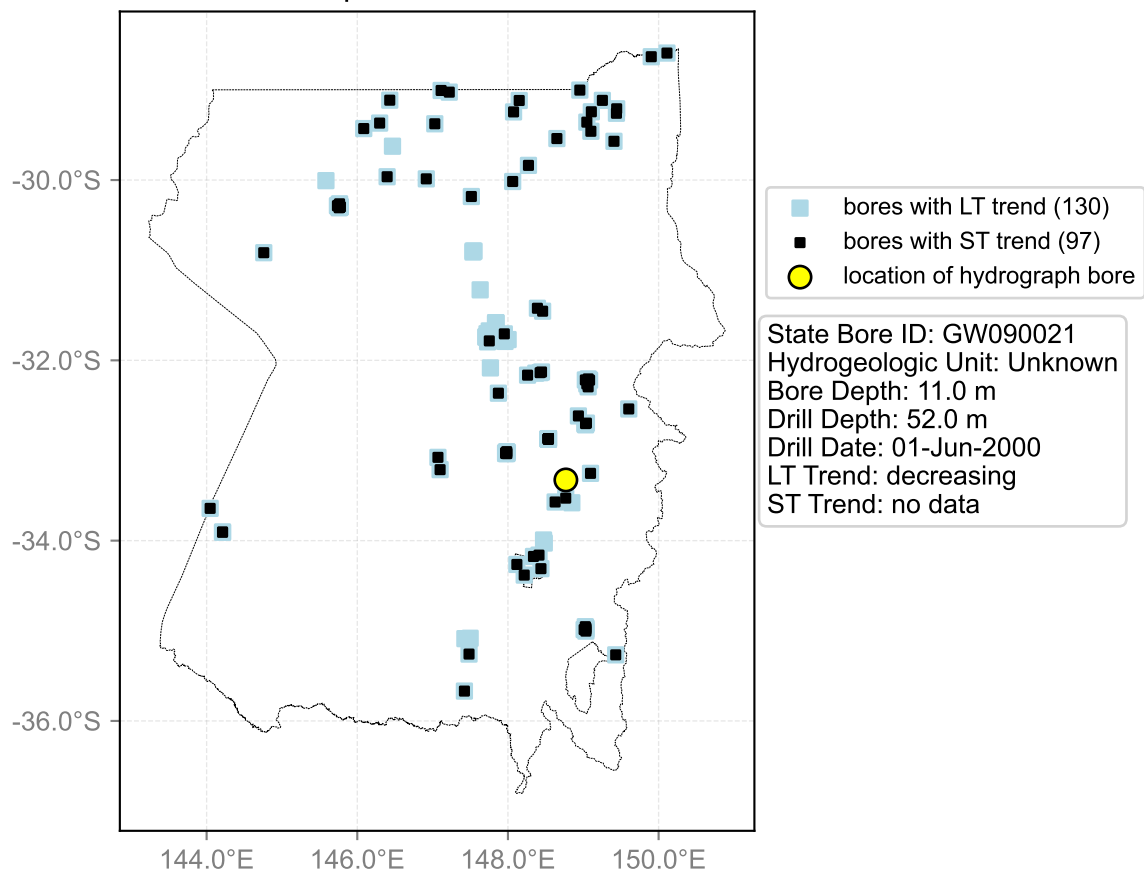 -30.0°S
-32.0°S
-34.0°S
-36.0°S
144.0°E
146.0°E
148.0°E
150.0°E
bores with LT trend (130)
bores with ST trend (97)
location of hydrograph bore
State Bore ID: GW090021
Hydrogeologic Unit: Unknown
Bore Depth: 11.0 m
Drill Depth: 52.0 m
Drill Date: 01-Jun-2000
LT Trend: decreasing
ST Trend: no data